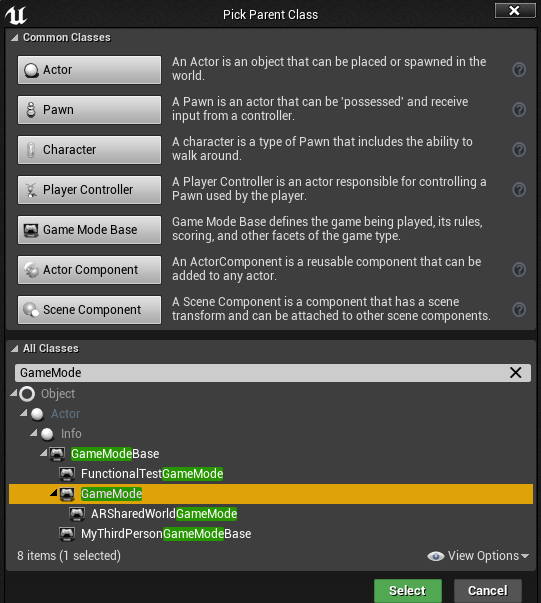 Pick Parent Class
Common Classes
Actor
An Actor is an object that can be placed or spawned in the
world.
Pawn
A Pawn is an actor that can be 'possessed' and receive
input from a controller.
Character
A character is a type of Pawn that includes the ability to
walk around.
Player Controller
A Player Controller is an actor responsible for controlling a
Pawn used by the player.
Game Mode Base
Game Mode Base defines the game being played, its rules,
scoring, and other facets of the game type.
Actor Component
An ActorComponent is a reusable component that can be
added to any actor.
Scene Component
A Scene Component is a component that has a scene
transform and can be attached to other scene components.
All Classes
GameMode
Object
Actor
Info
GameModeBase
FunctionalTestGameMode
GameMode
ARSharedWorldGameMode
MyThirdPersonGameModeBase
8 items (1 selected)
View Options
Select
Cancel